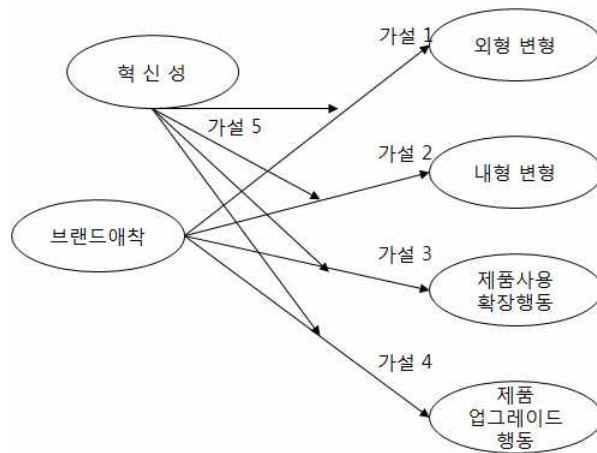 가설 1
외형 변형
혁 신 성
가설 5
가설 2
내형 변형
브랜드애착
가설 3
제품사용
확장행동
가설 4
제품
업그레이드
행동